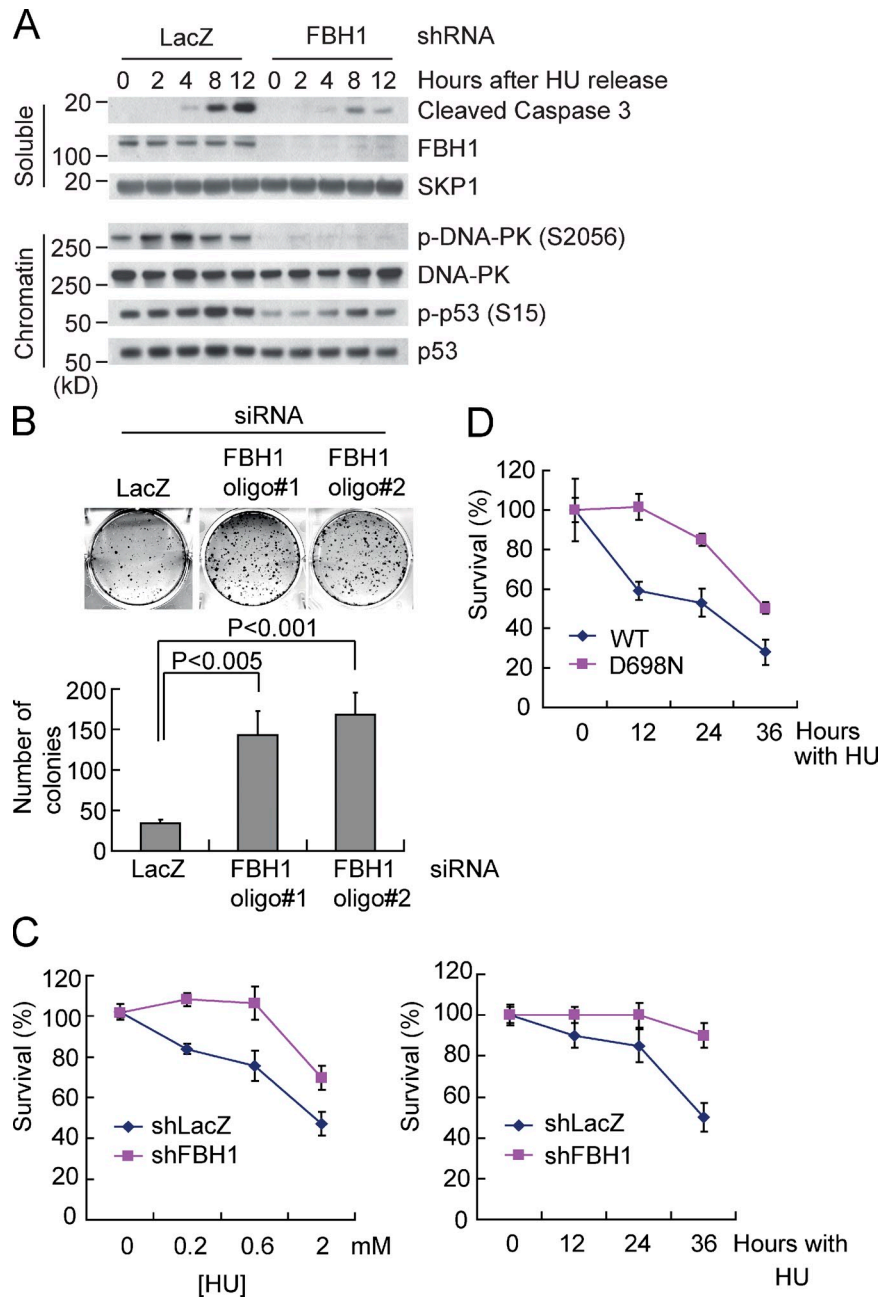 A
LacZ FBH1 shRNA
0 2 4 8 12 0 2 4 8 12 Hours after HU release
Soluble
20 Cleaved Caspase 3
100 FBH1
20 SKP1
Chromatin
250 p-DNA-PK (S2056)
250 DNA-PK
50 p-p53 (S15)
50 p53
(kD)
B
siRNA
LacZ FBH1 oligo#1 FBH1 oligo#2
P<0.001
P<0.005
Number of colonies
200
150
100
50
0
LacZ FBH1 oligo#1 FBH1 oligo#2 siRNA
D
Survival (%)
120
100
80
60
40
20
0
WT
D698N
0 12 24 36 Hours with HU
C
Survival (%)
120
100
80
60
40
20
0
shLacZ
shFBH1
0 0.2 0.6 2 mM
[HU]
Survival (%)
120
100
80
60
40
20
0
shLacZ
shFBH1
0 12 24 36 Hours with
HU